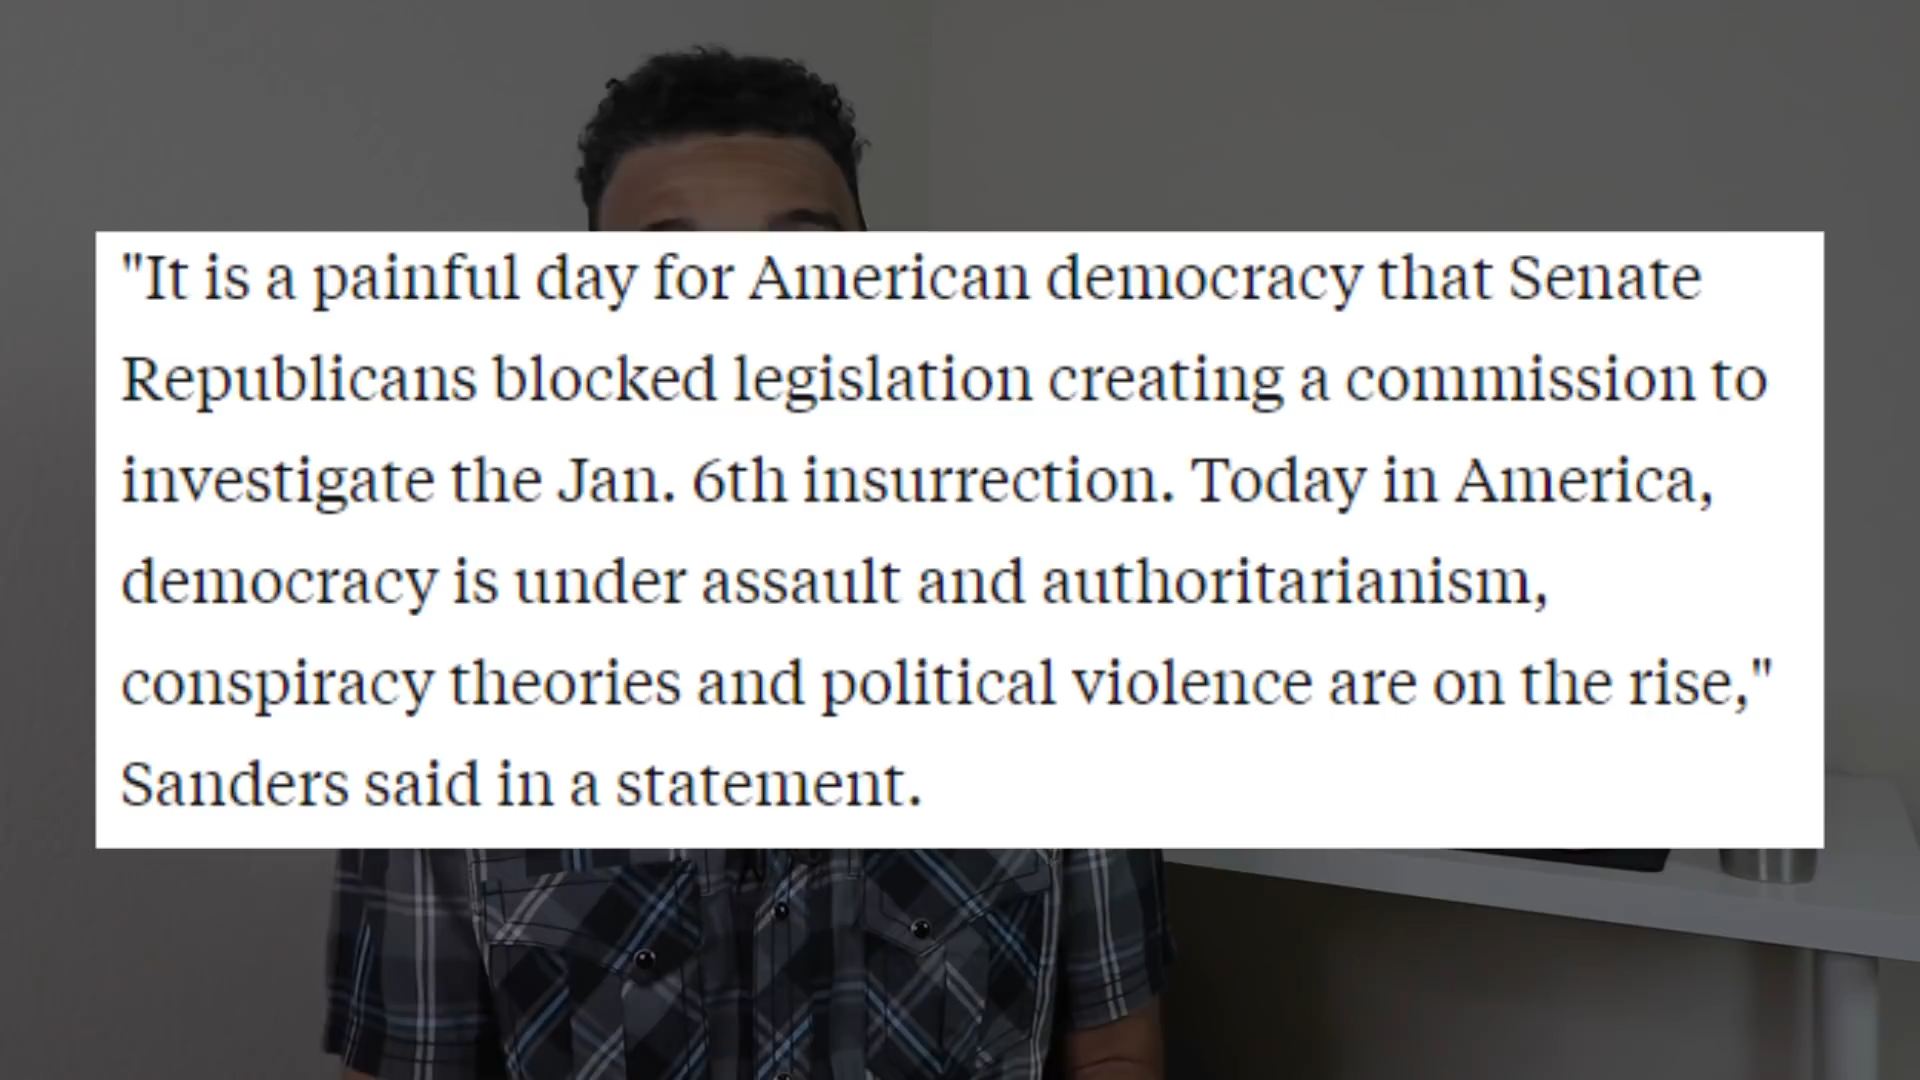 "It is a painful day for American democracy that Senate
Republicans blocked legislation creating a commission to
investigate the Jan. 6th insurrection. Today in America,
democracy is under assault and authoritarianism,
conspiracy theories and political violence are on the rise,"
Sanders said in a statement.